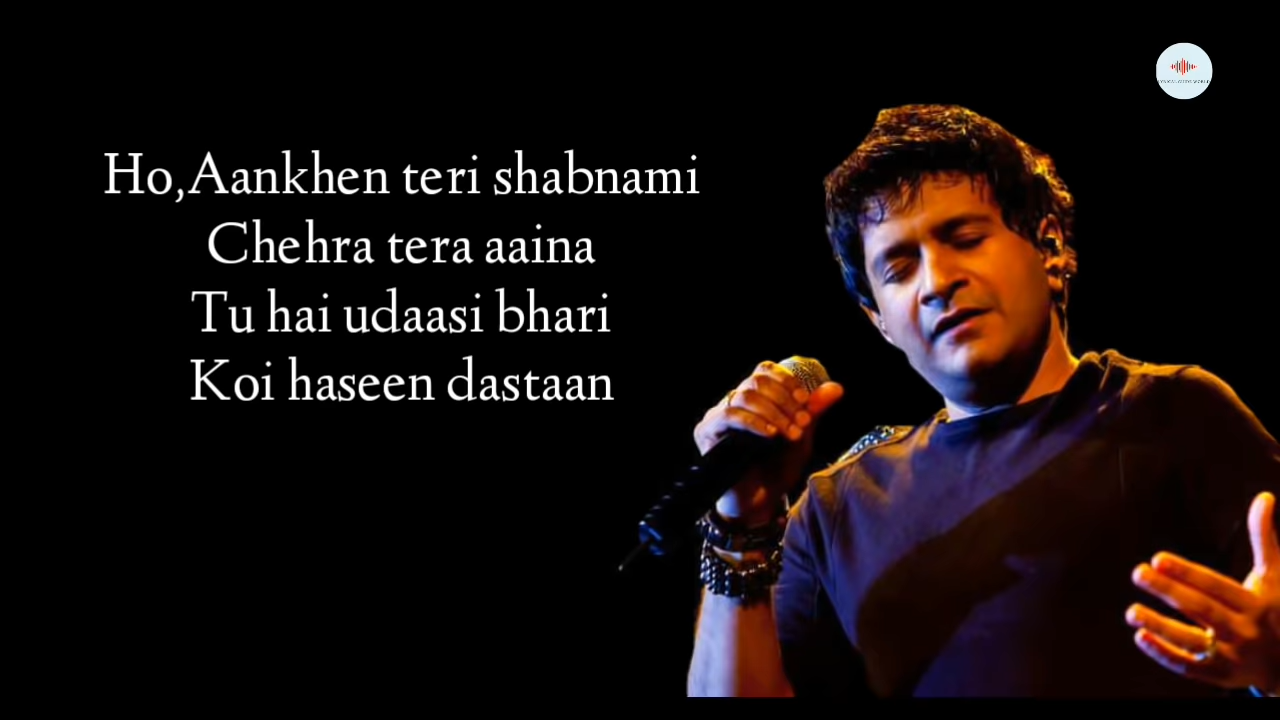 Ho,Aankhen teri shabnami
Chehra tera aaina
Tu hai udaasi bhari
Koi haseen dastaan